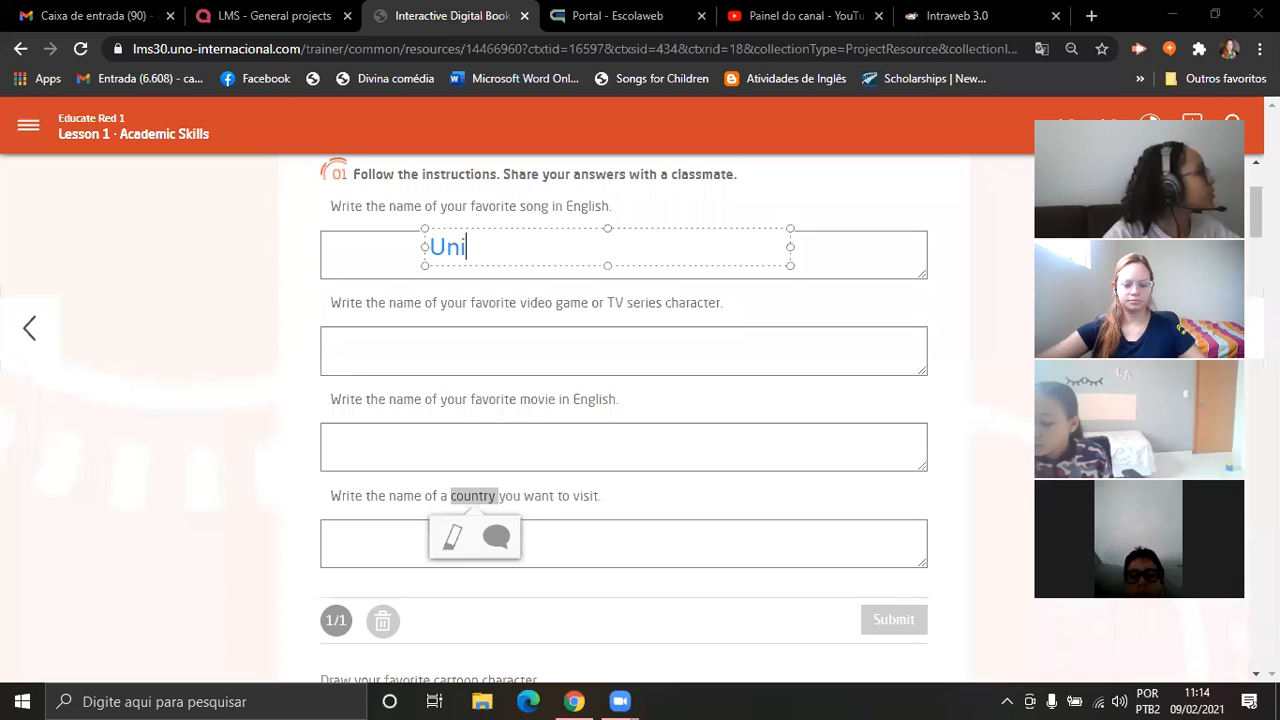 Caixa de entrada (90) -
LMS - General projects
Interactive Digital Book
Portal - Escolaweb
Painel do canal - YouTu
Intraweb 3.0
lms30.uno-internacional.com/trainer/common/resources/14466960?ctxtid=16597&ctxsid=434&ctxrid=18&collectionType=ProjectResource&collectionI...
Apps
Entrada (6.608) - ca...
Facebook
Divina comédia
Microsoft Word Onl...
Songs for Children
Atividades de Inglês
Scholarships | New...
»
Outros favoritos
Educate Red 1
Lesson 1 · Academic Skills
01 Follow the instructions. Share your answers with a classmate.
Write the name of your favorite song in English.
Uni
Write the name of your favorite video game or TV series character.
Write the name of your favorite movie in English.
Write the name of a country you want to visit.
1/1
Submit
Draw your favorite cartoon character.
LA
Digite aqui para pesquisar
POR
PTB2
11:14
09/02/2021